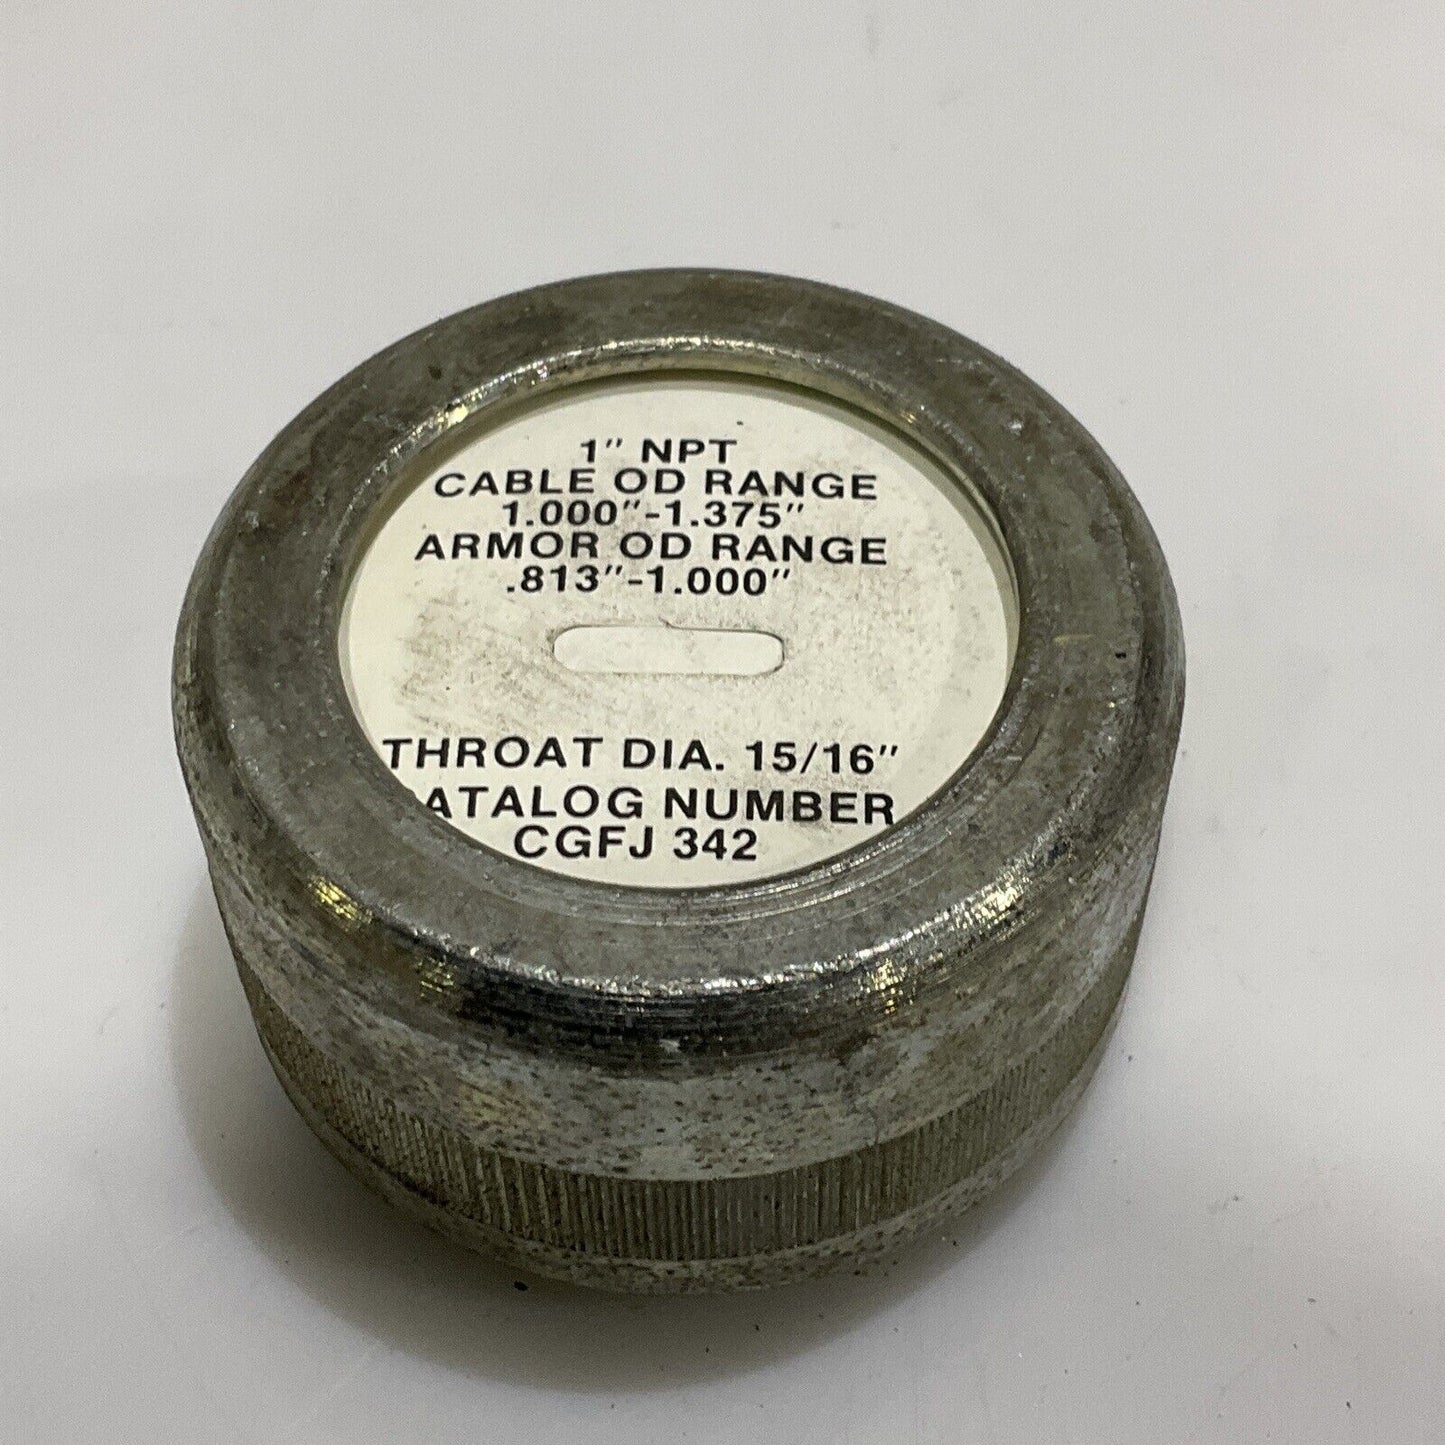 1" NPT
CABLE OD RANGE
1.000"-1.375"
ARMOR OD RANGE
.813"-1.000"
THROAT DIA. 15/16"
CATALOG NUMBER
CGFJ 342